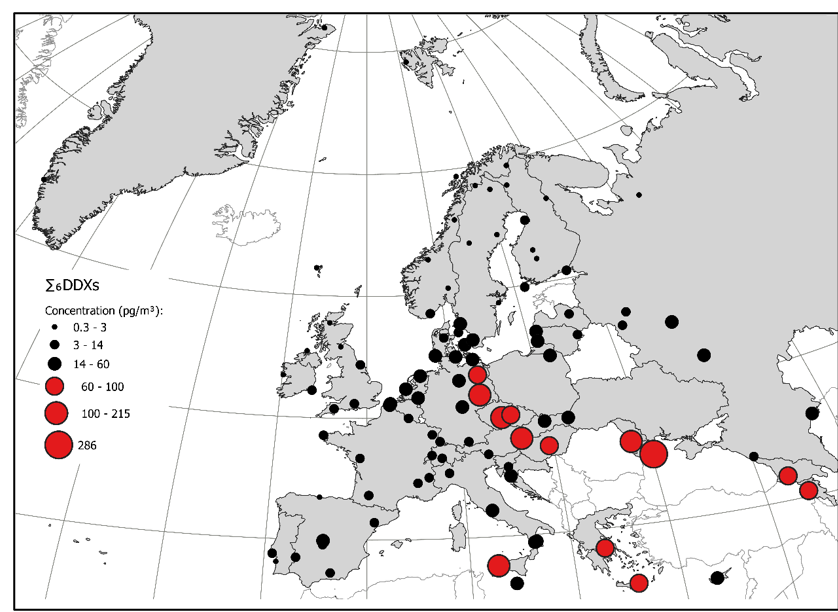 ∑₆DDXs
Concentration (pg/m³):
0.3 - 3
3 - 14
14 - 60
60 - 100
100 - 215
286